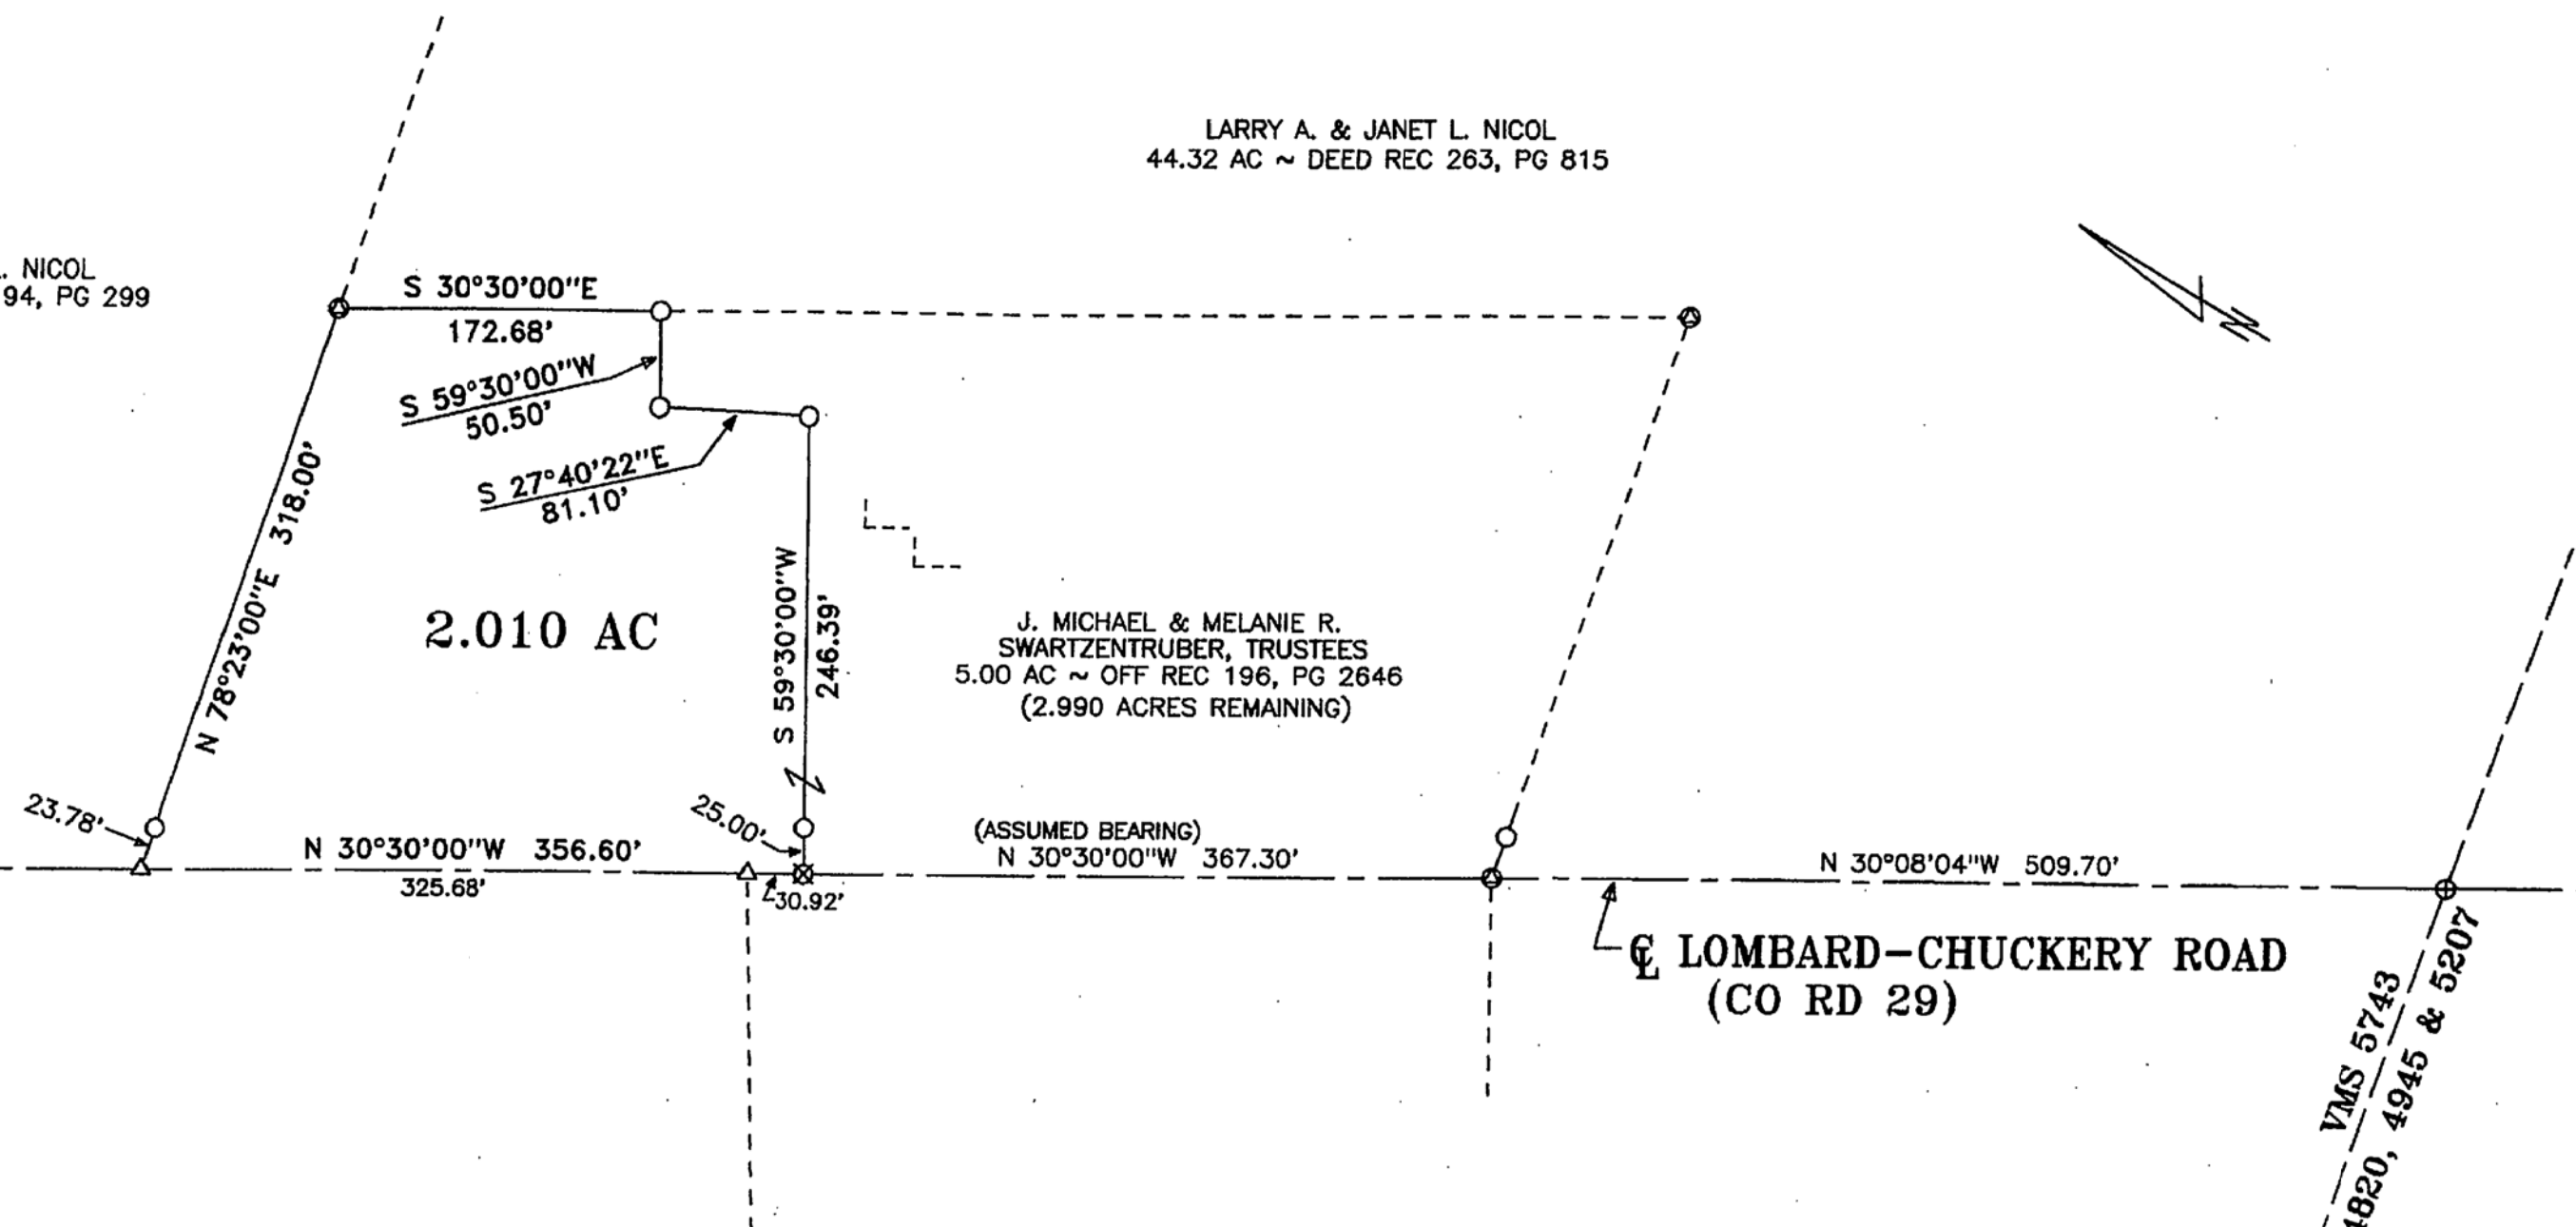 LARRY A. & JANET L. NICOL
44.32 AC ~ DEED REC 263, PG 815
. NICOL
94, PG 299
S 30°30'00"E
172.68'
S 59°30'00"W
50.50'
S 27°40'22"E
81.10'
N 78°23'00"E 318.00'
2.010 AC
S 59°30'00"W
246.39'
J. MICHAEL & MELANIE R.
SWARTZENTRUBER, TRUSTEES
5.00 AC ~ OFF REC 196, PG 2646
(2.990 ACRES REMAINING)
N
23.78'
25.00'
N 30°30'00"W 356.60'
325.68'
30.92'
(ASSUMED BEARING)
N 30°30'00"W 367.30'
N 30°08'04"W 509.70'
℄ LOMBARD-CHUCKERY ROAD
(CO RD 29)
VMS 5743
4820, 4945 & 5207